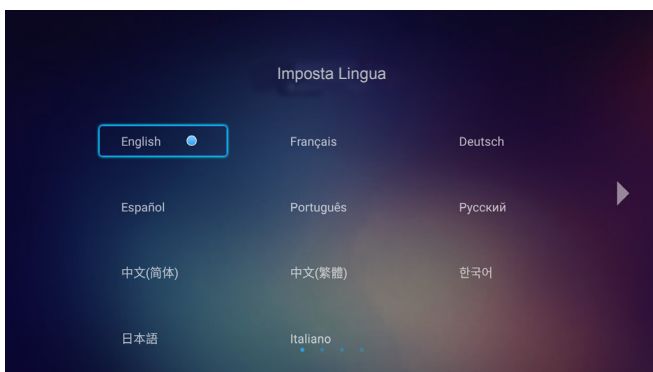 Imposta Lingua
English Français Deutsch
Español Português Русский
中文(简体) 中文(繁體) 한국어
日本語 Italiano